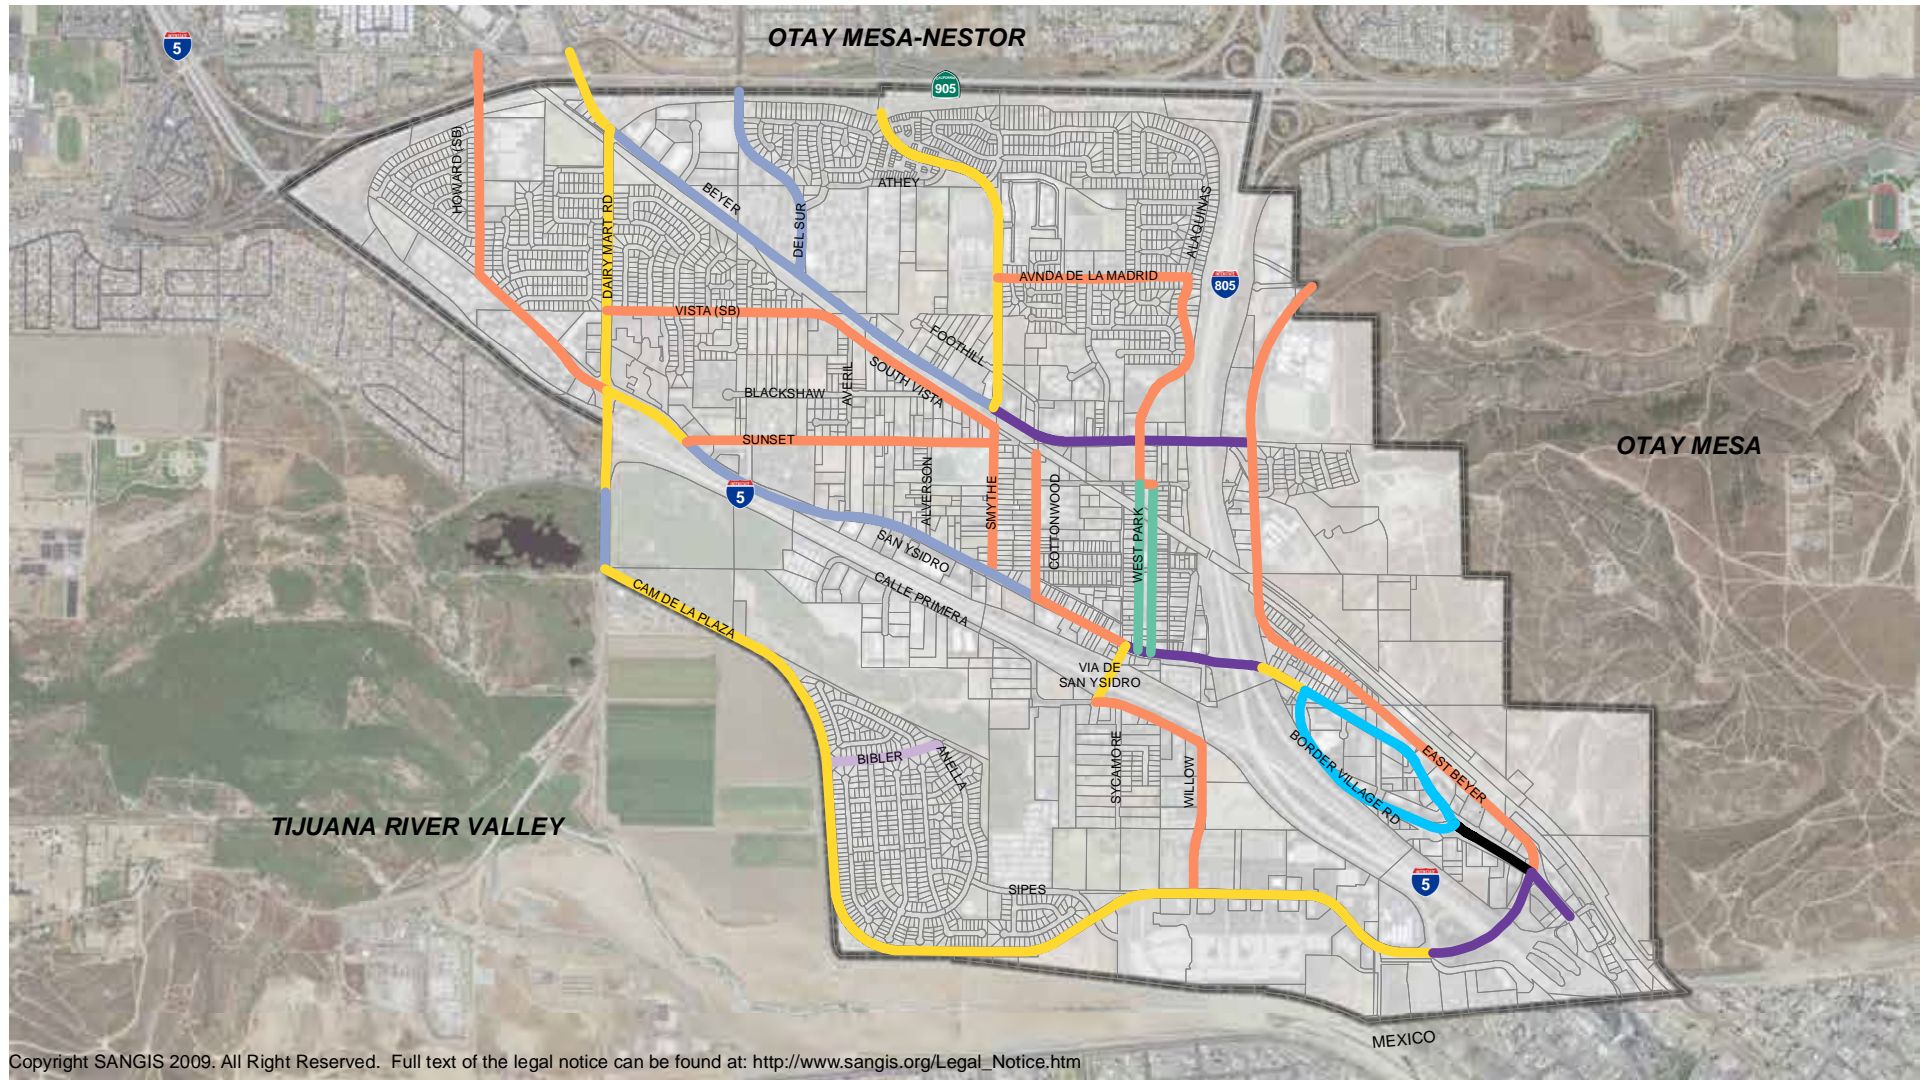 OTAY MESA-NESTOR
5
CALIFORNIA
905
HOWARD (SB)
ATHEY
BEYER
DAIRY MART RD
DEL SUR
ALAQUINAS
AVNDA DE LA MADRID
805
VISTA (SB)
FOOTHILL
SOUTH VISTA
AVERIL
BLACKSHAW
SUNSET
OTAY MESA
5
ALVERSON
SMYTHE
COTTONWOOD
WEST PARK
SAN YSIDRO
CALLE PRIMERA
CAM DE LA PLAZA
VIA DE
SAN YSIDRO
BIBLER
ANELLA
SYCAMORE
WILLOW
BORDER VILLAGE RD
EAST BEYER
TIJUANA RIVER VALLEY
SIPES
5
MEXICO
Copyright SANGIS 2009. All Right Reserved.  Full text of the legal notice can be found at: http://www.sangis.org/Legal_Notice.htm